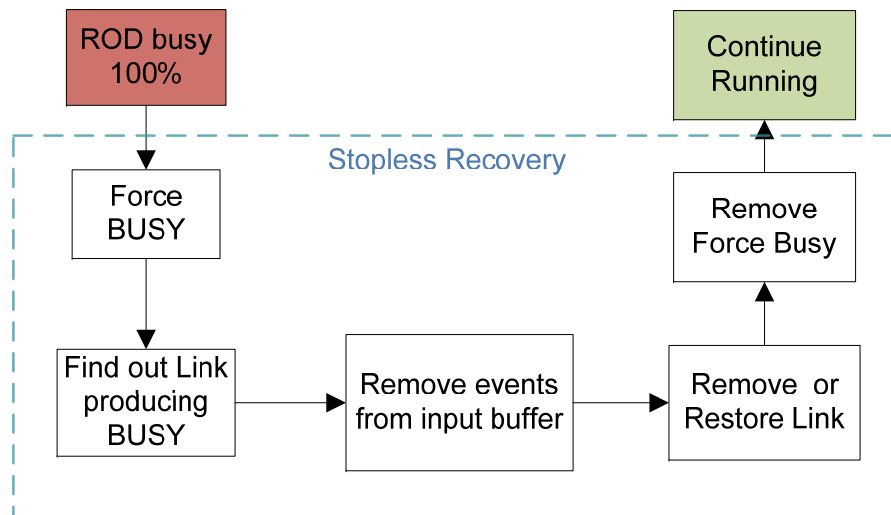 ROD busy
100%
Continue
Running
Stopless Recovery
Force
BUSY
Remove
Force Busy
Find out Link
producing
BUSY
Remove events
from input buffer
Remove or
Restore Link